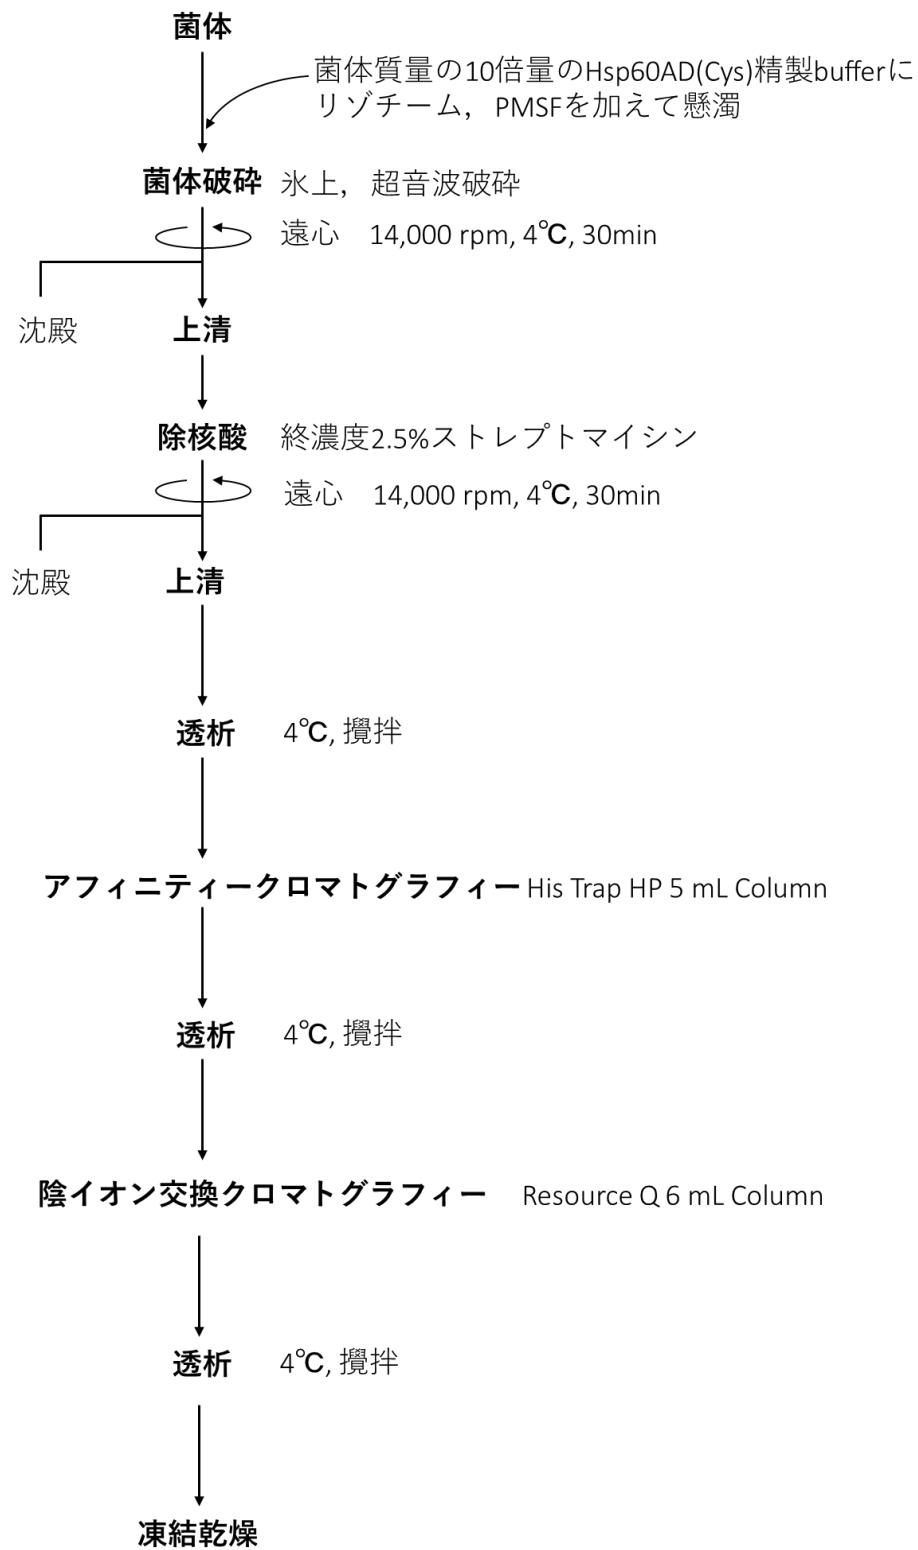 菌体
菌体質量の10倍量のHsp60AD(Cys)精製bufferに
リゾチーム，PMSFを加えて懸濁
菌体破砕 氷上，超音波破砕
遠心 14,000 rpm, 4℃, 30min
沈殿 上清
除核酸 終濃度2.5%ストレプトマイシン
遠心 14,000 rpm, 4℃, 30min
沈殿 上清
透析 4℃, 攪拌
アフィニティークロマトグラフィー His Trap HP 5 mL Column
透析 4℃, 攪拌
陰イオン交換クロマトグラフィー Resource Q 6 mL Column
透析 4℃, 攪拌
凍結乾燥